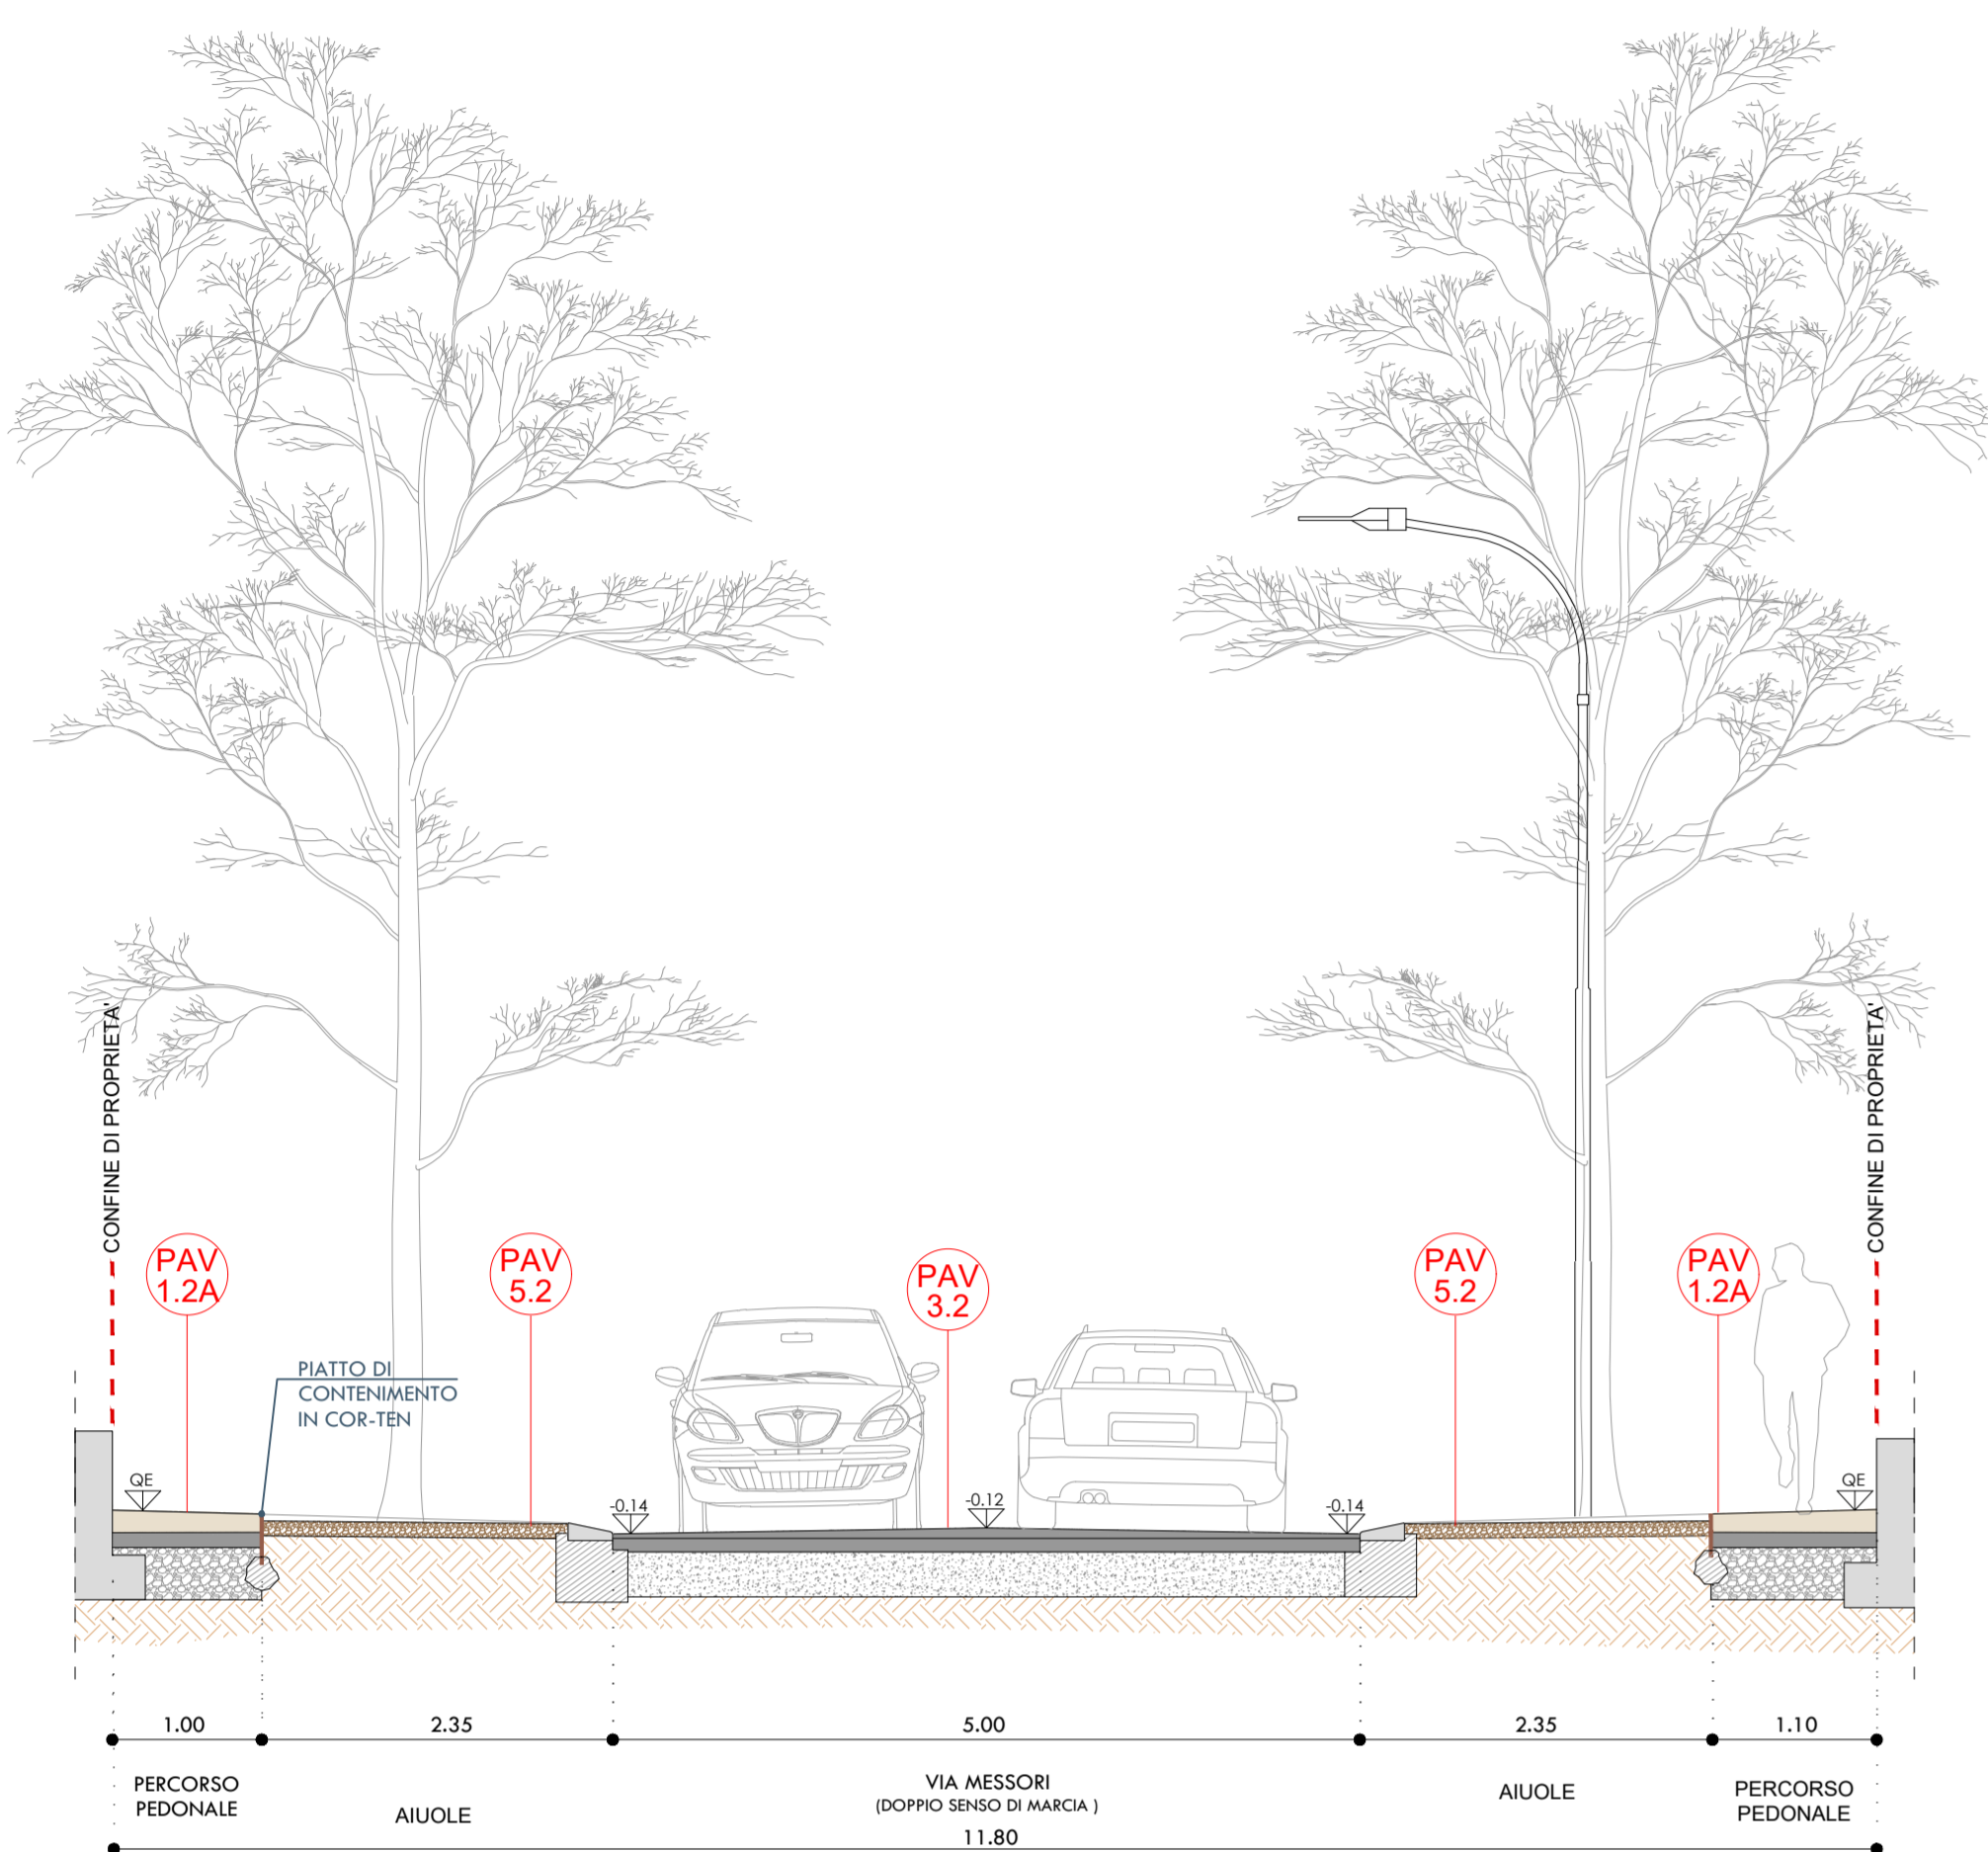 CONFINE DI PROPRIETA'
CONFINE DI PROPRIETA'
PAV
1.2A
PAV
5.2
PAV
3.2
PAV
5.2
PAV
1.2A
PIATTO DI
CONTENIMENTO
IN COR-TEN
QE
-0.14
-0.12
-0.14
QE
1.00
2.35
5.00
2.35
1.10
PERCORSO
PEDONALE
AIUOLE
VIA MESSORI
(DOPPIO SENSO DI MARCIA )
AIUOLE
PERCORSO
PEDONALE
11.80